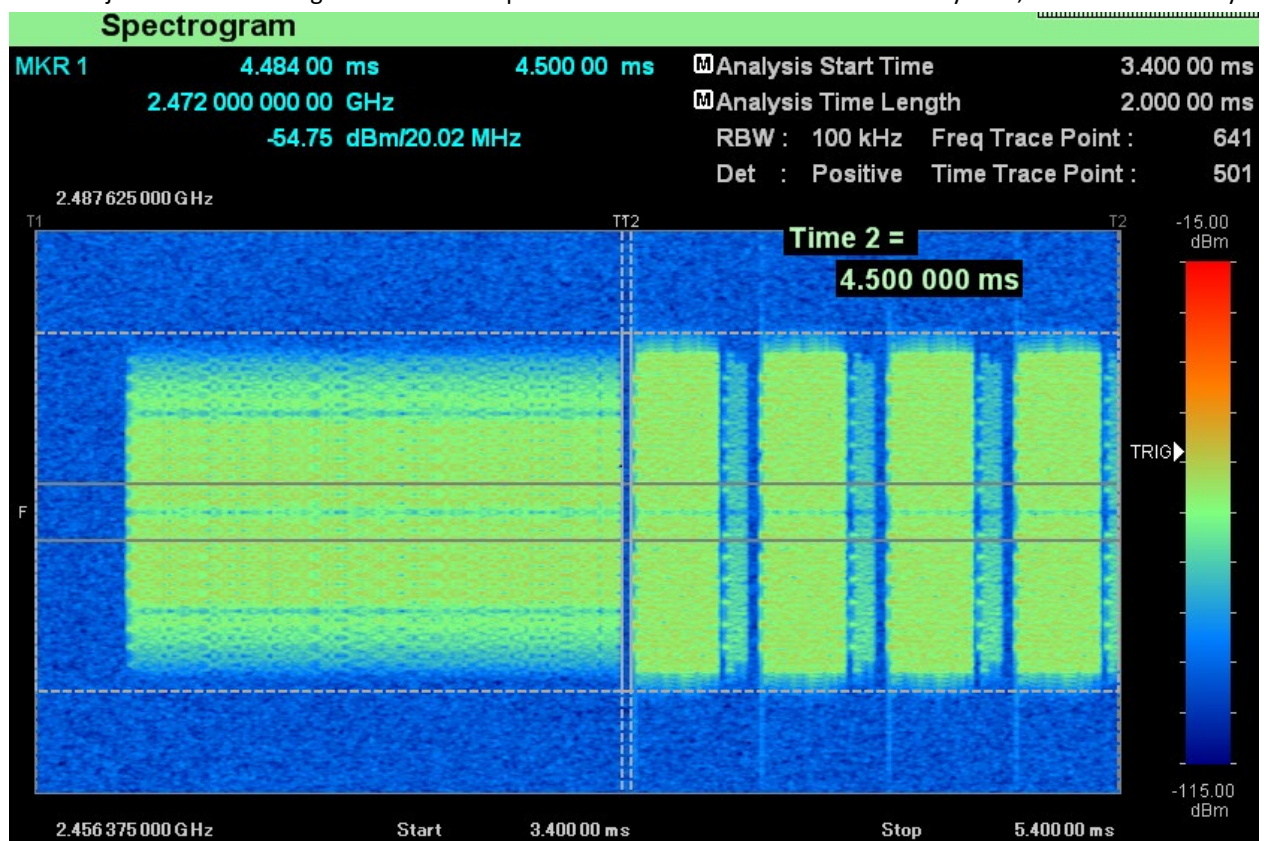 Spectrogram
MKR 1 4.484 00 ms 4.500 00 ms
2.472 000 000 00 GHz
-54.75 dBm/20.02 MHz
M Analysis Start Time 3.400 00 ms
M Analysis Time Length 2.000 00 ms
RBW : 100 kHz Freq Trace Point : 641
Det : Positive Time Trace Point : 501
2.487 625 000 GHz
T1 TT2 T2
-15.00
dBm
Time 2 =
4.500 000 ms
TRIG
F
-115.00
dBm
2.456 375 000 GHz Start 3.400 00 ms Stop 5.400 00 ms